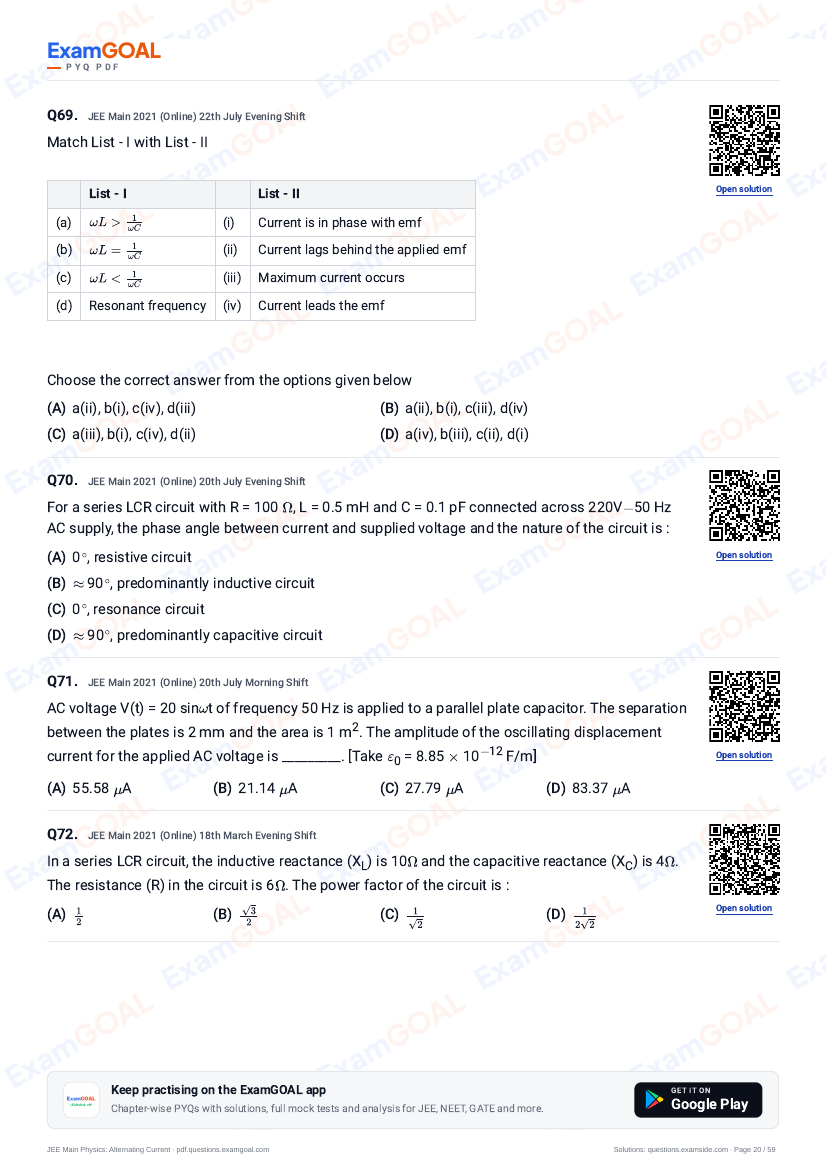 ExamGOAL
PYQ PDF
Q69. JEE Main 2021 (Online) 22th July Evening Shift
Match List - I with List - II
Open solution
List - I List - II
(a) ωL > 1/ωC (i) Current is in phase with emf
(b) ωL = 1/ωC (ii) Current lags behind the applied emf
(c) ωL < 1/ωC (iii) Maximum current occurs
(d) Resonant frequency (iv) Current leads the emf
Choose the correct answer from the options given below
(A) a(ii), b(i), c(iv), d(iii) (B) a(ii), b(i), c(iii), d(iv)
(C) a(iii), b(i), c(iv), d(ii) (D) a(iv), b(iii), c(ii), d(i)
Q70. JEE Main 2021 (Online) 20th July Evening Shift
For a series LCR circuit with R = 100 Ω, L = 0.5 mH and C = 0.1 pF connected across 220V−50 Hz
AC supply, the phase angle between current and supplied voltage and the nature of the circuit is :
Open solution
(A) 0°, resistive circuit
(B) ≈ 90°, predominantly inductive circuit
(C) 0°, resonance circuit
(D) ≈ 90°, predominantly capacitive circuit
Q71. JEE Main 2021 (Online) 20th July Morning Shift
AC voltage V(t) = 20 sinωt of frequency 50 Hz is applied to a parallel plate capacitor. The separation
between the plates is 2 mm and the area is 1 m². The amplitude of the oscillating displacement
current for the applied AC voltage is _________. [Take ε₀ = 8.85 × 10⁻¹² F/m]
Open solution
(A) 55.58 μA (B) 21.14 μA (C) 27.79 μA (D) 83.37 μA
Q72. JEE Main 2021 (Online) 18th March Evening Shift
In a series LCR circuit, the inductive reactance (X_L) is 10Ω and the capacitive reactance (X_C) is 4Ω.
The resistance (R) in the circuit is 6Ω. The power factor of the circuit is :
Open solution
(A) 1/2 (B) √3/2 (C) 1/√2 (D) 1/2√2
Keep practising on the ExamGOAL app
Chapter-wise PYQs with solutions, full mock tests and analysis for JEE, NEET, GATE and more.
GET IT ON
Google Play
JEE Main Physics: Alternating Current · pdf.questions.examgoal.com Solutions: questions.examside.com · Page 20 / 59